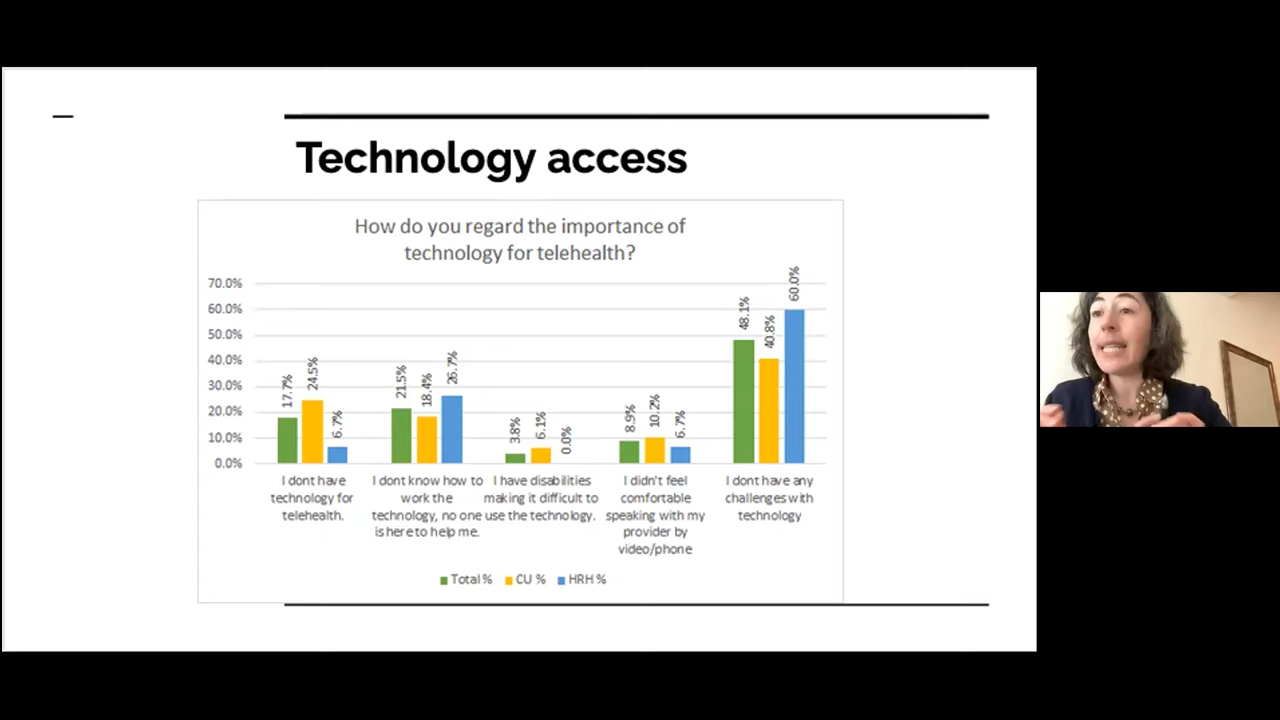 Technology access
How do you regard the importance of
technology for telehealth?
70.0%
60.0%
50.0%
40.0%
30.0%
20.0%
10.0%
0.0%
17.7%
24.5%
6.7%
21.5%
18.4%
26.7%
3.8%
6.1%
0.0%
8.9%
10.2%
6.7%
48.1%
40.8%
60.0%
I dont have
technology for
telehealth.
I dont know how to
work the
technology, no one
is here to help me.
I have disabilities
making it difficult to
use the technology.
I didn't feel
comfortable
speaking with my
provider by
video/phone
I dont have any
challenges with
technology
Total %
CU %
HRH %